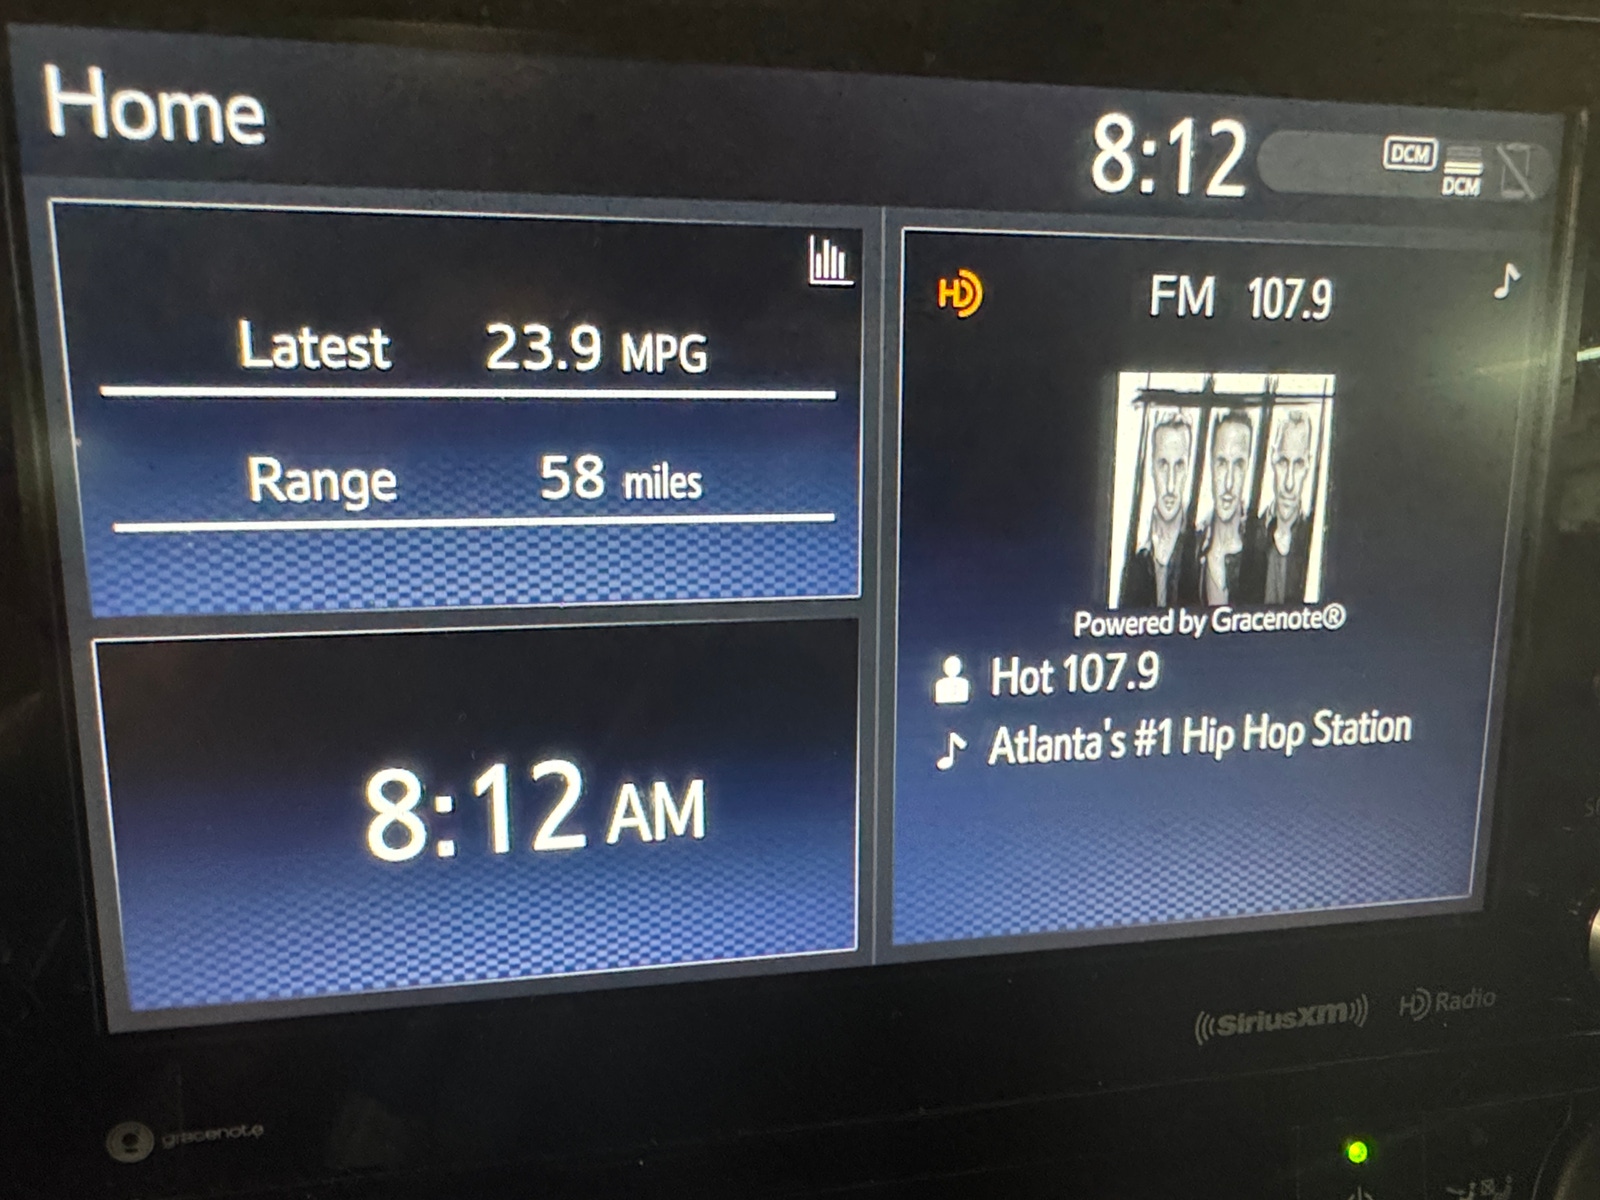 Home
8:12
DCM
DCM
Latest 23.9 MPG
Range 58 miles
8:12 AM
HD
FM 107.9
Powered by Gracenote®
Hot 107.9
Atlanta's #1 Hip Hop Station
((SiriusXM))
HD Radio
gracenote